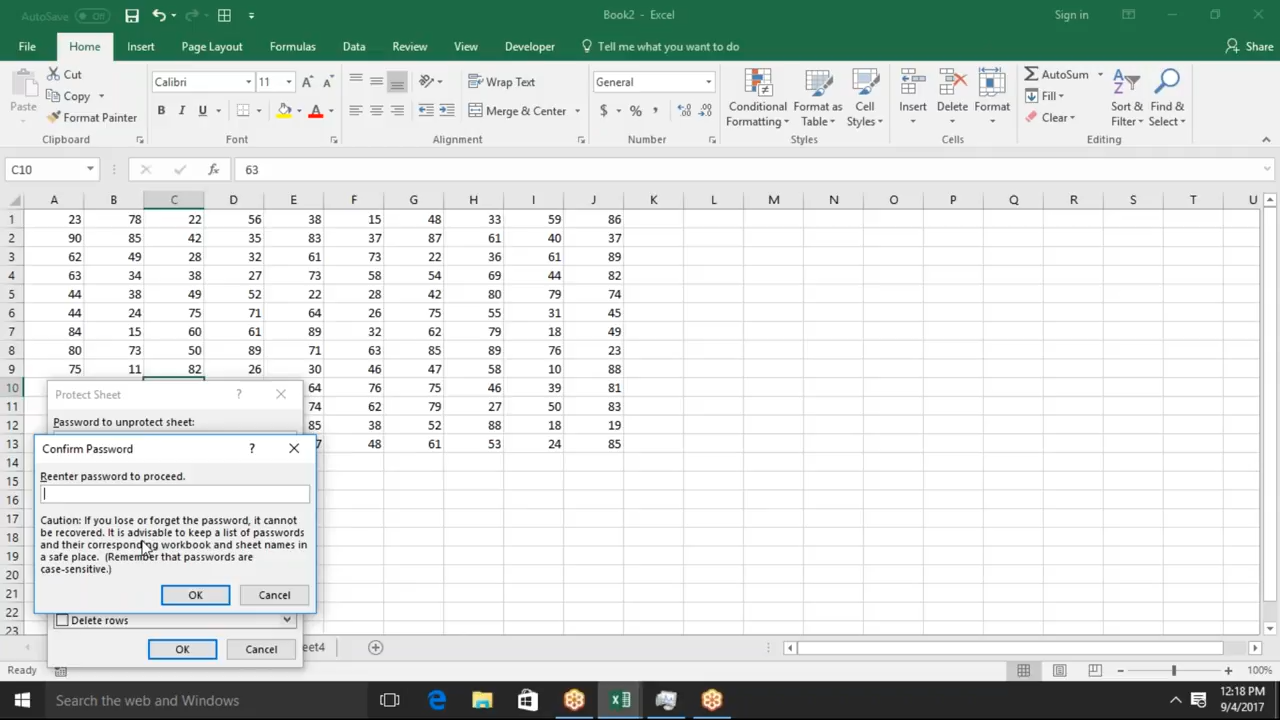 AutoSave Off Book2 - Excel Sign in
File Home Insert Page Layout Formulas Data Review View Developer Tell me what you want to do Share
Paste Cut Copy Format Painter Clipboard
Calibri 11 A A B I U A Font
Wrap Text Merge & Center Alignment
General $ % , Number
Conditional Formatting Format as Table Cell Styles Styles
Insert Delete Format Cells
AutoSum Fill Clear Sort & Filter Find & Select Editing
C10 fx 63
A B C D E F G H I J K L M N O P Q R S T U
1 23 78 22 56 38 15 48 33 59 86
2 90 85 42 35 83 37 87 61 40 37
3 62 49 28 32 61 73 22 36 61 89
4 63 34 38 27 73 58 54 69 44 82
5 44 38 49 52 22 28 42 80 79 74
6 44 24 75 71 64 26 75 55 31 45
7 84 15 60 61 89 32 62 79 18 49
8 80 73 50 89 71 63 85 89 76 23
9 75 11 82 26 30 46 47 58 10 88
10 64 76 75 46 39 81
11 74 62 79 27 50 83
12 85 38 52 88 18 19
13 48 61 53 24 85
14
15
16
17
18
19
20
21
22
23
Protect Sheet ?
Password to unprotect sheet:
Confirm Password ?
Reenter password to proceed.
Caution: If you lose or forget the password, it cannot
be recovered. It is advisable to keep a list of passwords
and their corresponding workbook and sheet names in
a safe place. (Remember that passwords are
case-sensitive.)
OK Cancel
Delete rows
OK Cancel
Ready 100%
Search the web and Windows
12:18 PM
9/4/2017